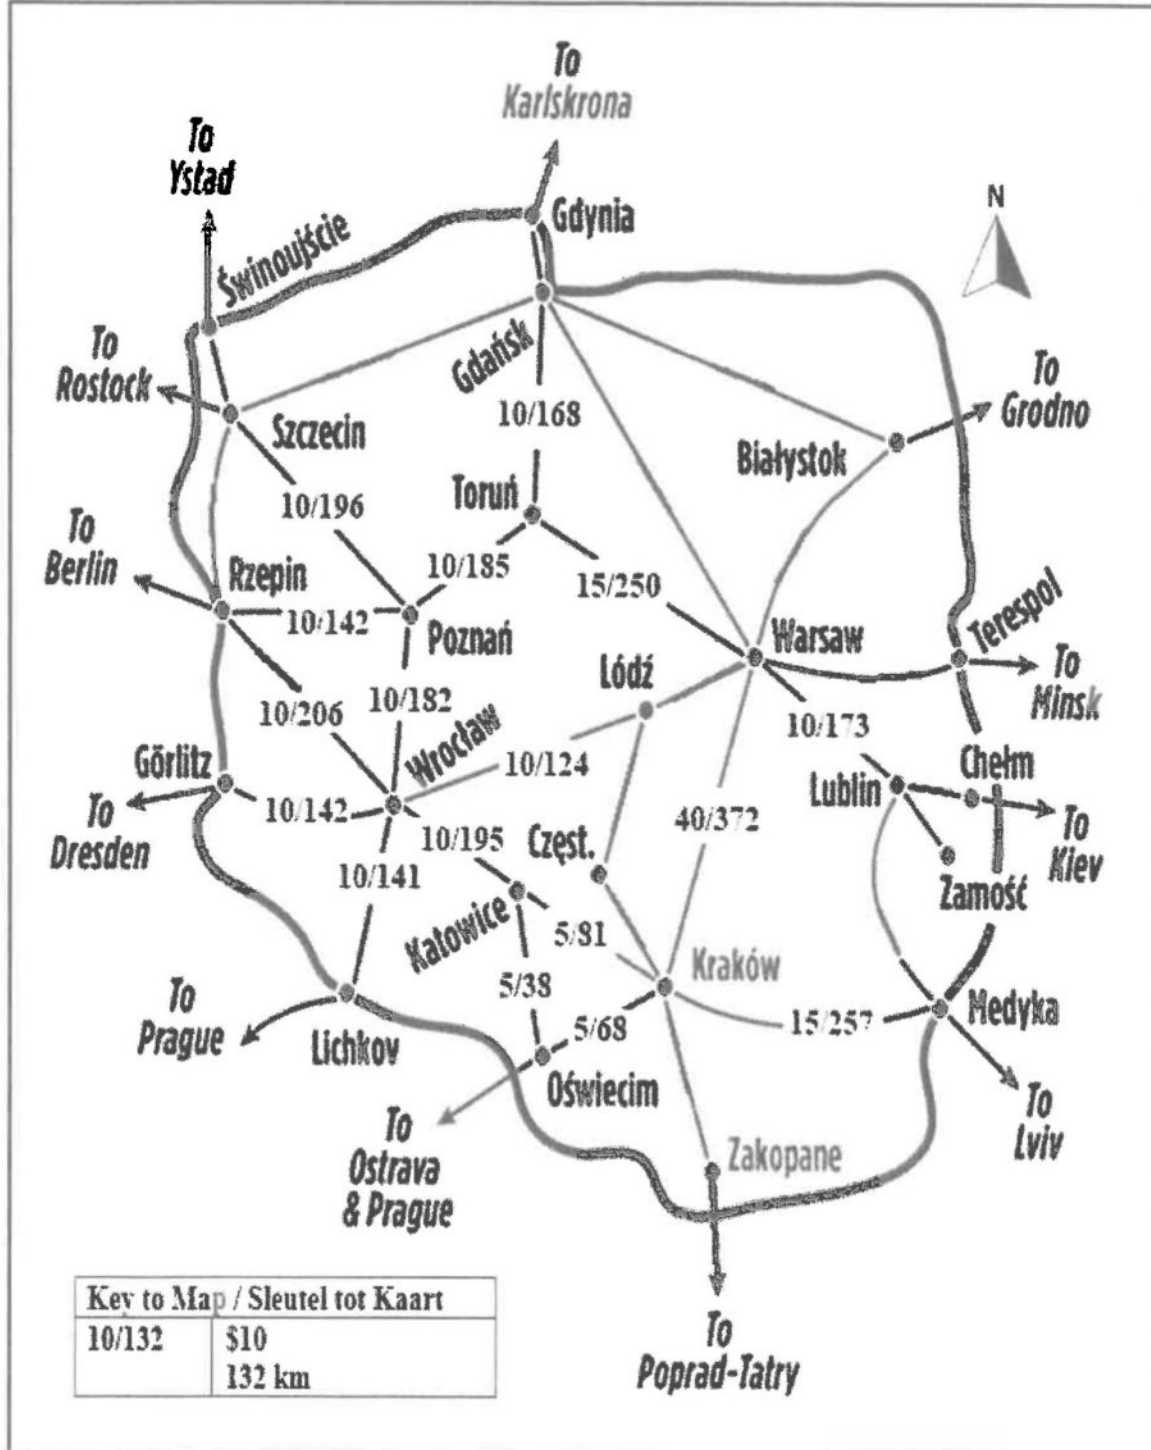 To
Karlskrona
To
Ystad
N
Gdynia
Świnoujście
To
Rostock
Gdańsk
To
Grodno
10/168
Szczecin
Białystok
Toruń
10/196
To
Berlin
Rzepin
10/185
15/250
10/142
Poznań
Warsaw
Terespol
To
Minsk
Lódź
10/182
10/206
Wrocław
10/173
Görlitz
10/124
Lublin
Chełm
To
Dresden
10/142
10/195
40/372
To
Kiev
Częst.
10/141
Zamość
Katowice
5/81
Kraków
5/38
To
Prague
Lichkov
5/68
15/257
Medyka
Oświecim
To
Lviv
To
Ostrava
& Prague
Zakopane
Key to Map / Sleutel tot Kaart
10/132
$10
132 km
To
Poprad-Tatry